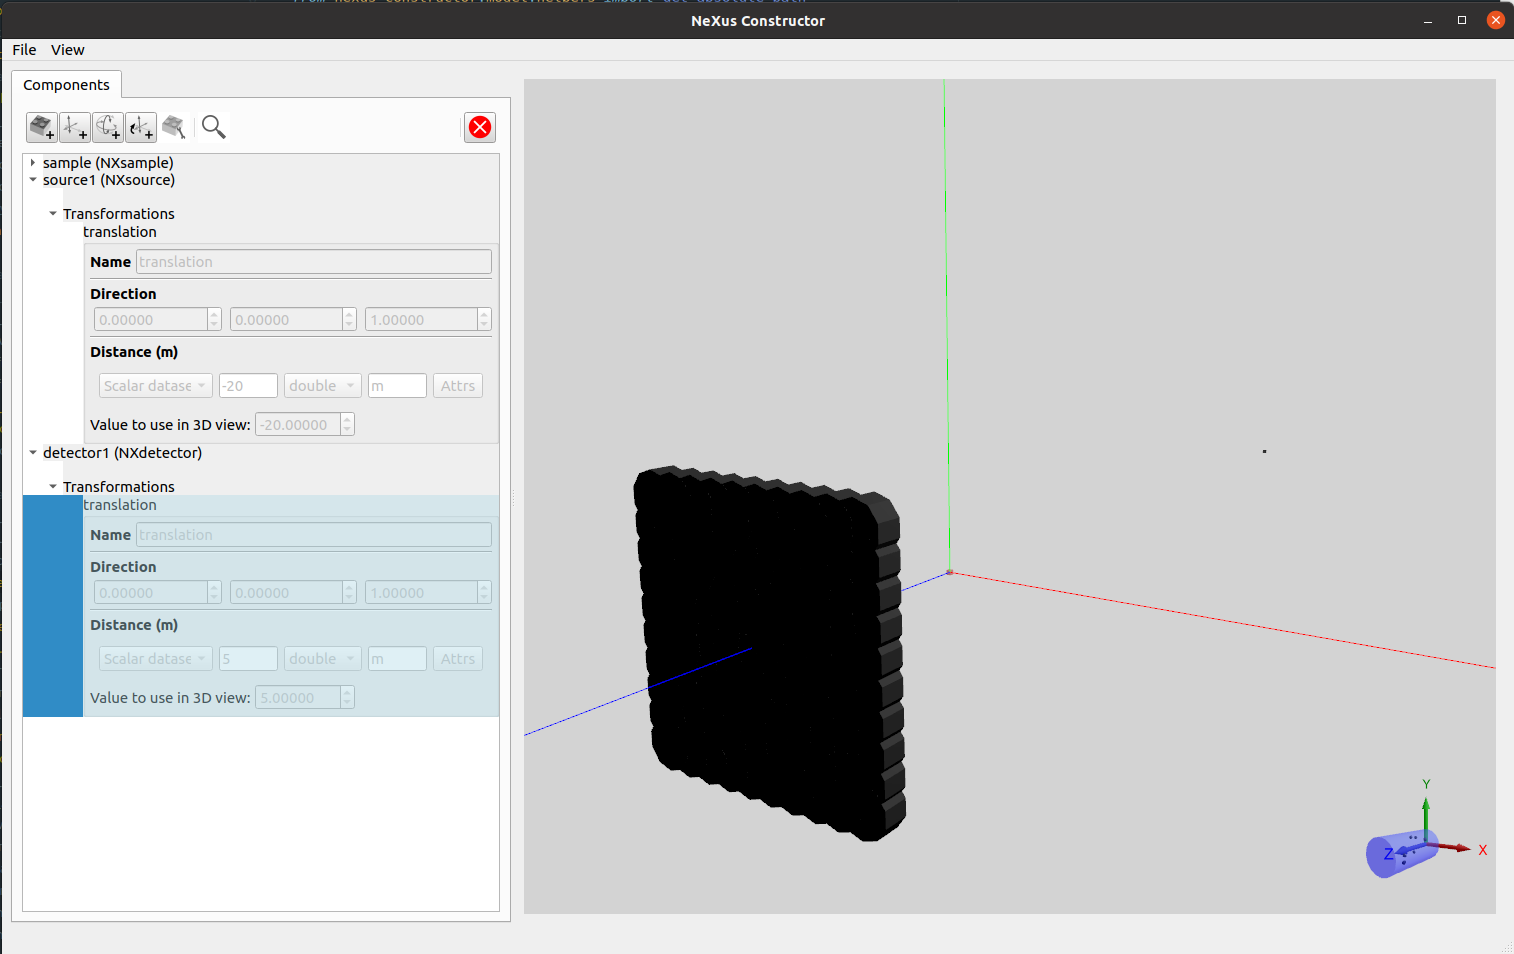 NeXus Constructor
File View
Components
sample (NXsample)
source1 (NXsource)
Transformations
translation
Name translation
Direction
0.00000 0.00000 1.00000
Distance (m)
Scalar datase -20 double m Attrs
Value to use in 3D view: -20.00000
detector1 (NXdetector)
Transformations
translation
Name translation
Direction
0.00000 0.00000 1.00000
Distance (m)
Scalar datase 5 double m Attrs
Value to use in 3D view: 5.00000
Y
Z X